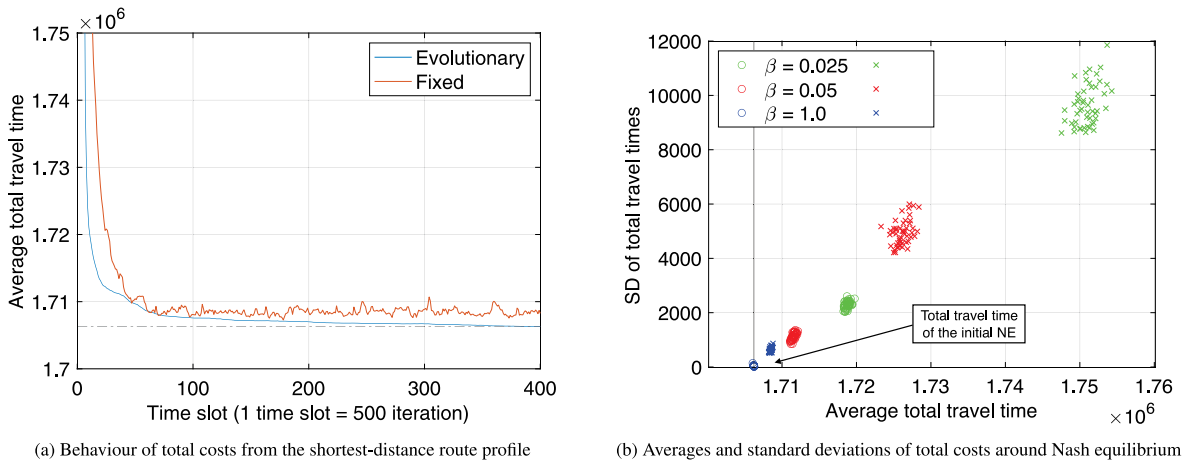 × 10⁶
1.75
1.74
1.73
1.72
1.71
1.7
Average total travel time
Evolutionary
Fixed
0
100
200
300
400
Time slot (1 time slot = 500 iteration)
(a) Behaviour of total costs from the shortest-distance route profile
12000
10000
8000
6000
4000
2000
0
SD of total travel times
β = 0.025
β = 0.05
β = 1.0
Total travel time
of the initial NE
1.71
1.72
1.73
1.74
1.75
1.76
Average total travel time
× 10⁶
(b) Averages and standard deviations of total costs around Nash equilibrium